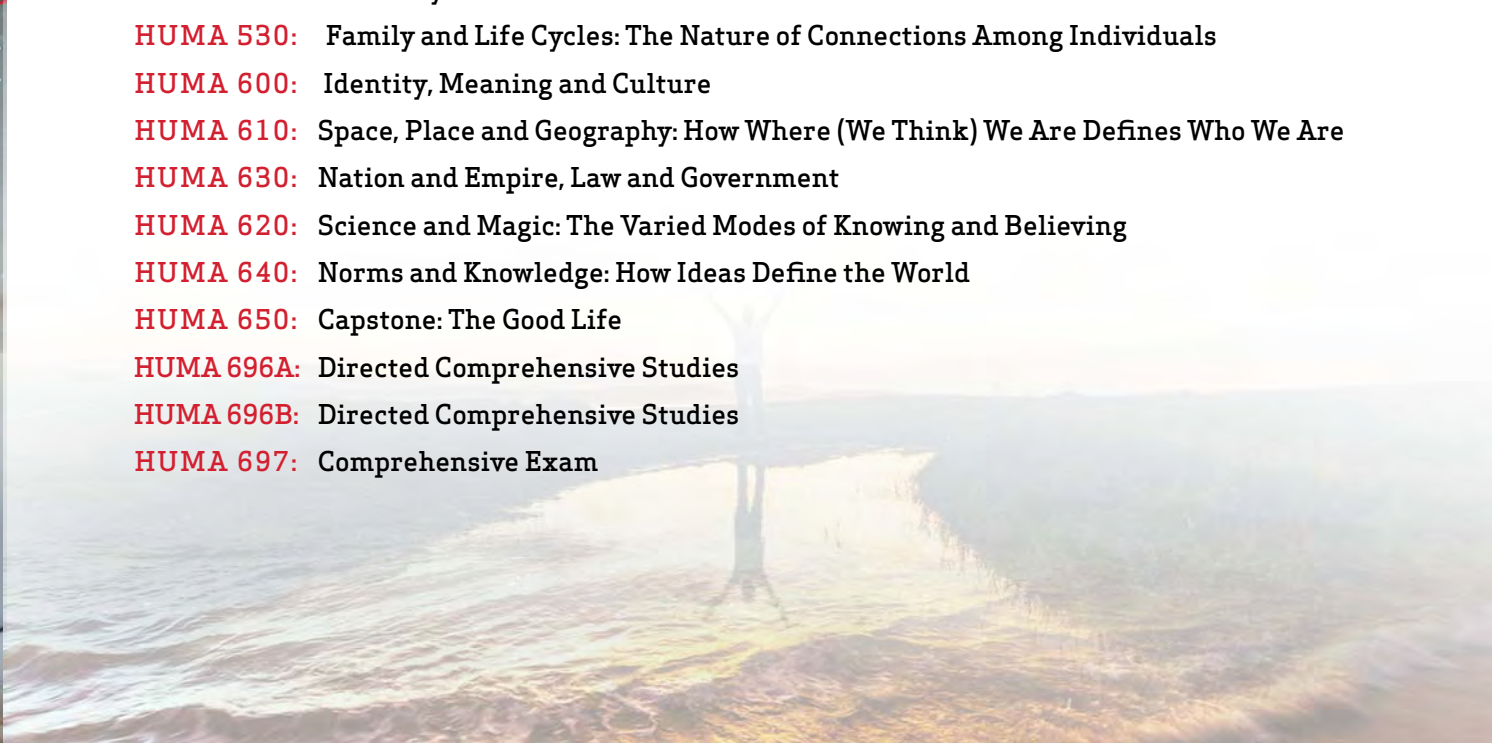 HUMA 530: Family and Life Cycles: The Nature of Connections Among Individuals
HUMA 600: Identity, Meaning and Culture
HUMA 610: Space, Place and Geography: How Where (We Think) We Are Defines Who We Are
HUMA 630: Nation and Empire, Law and Government
HUMA 620: Science and Magic: The Varied Modes of Knowing and Believing
HUMA 640: Norms and Knowledge: How Ideas Define the World
HUMA 650: Capstone: The Good Life
HUMA 696A: Directed Comprehensive Studies
HUMA 696B: Directed Comprehensive Studies
HUMA 697: Comprehensive Exam